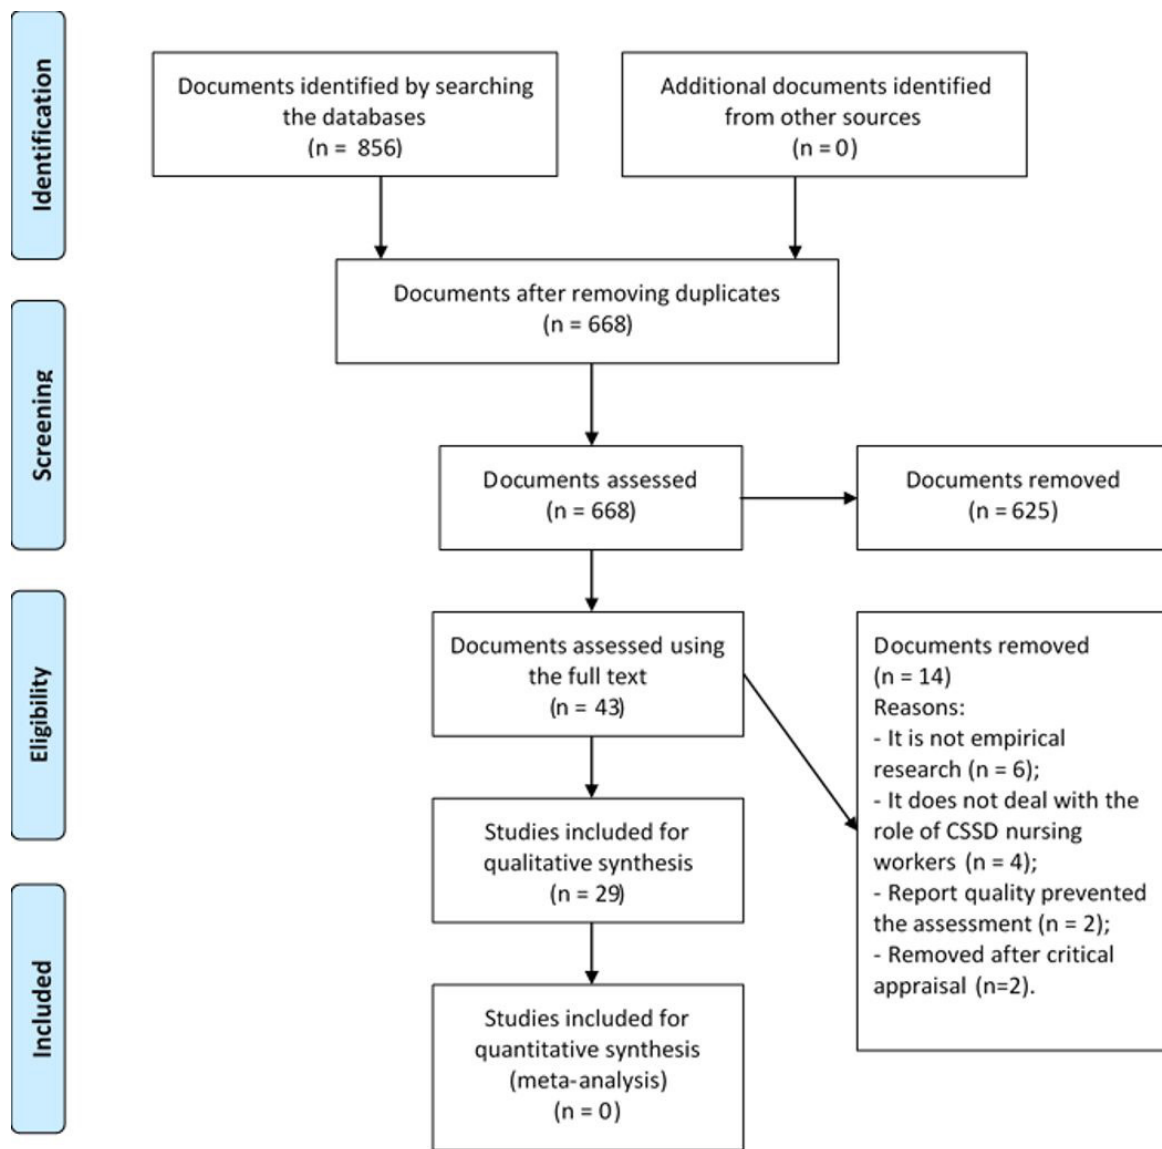 Identification
Documents identified by searching
the databases
(n = 856)
Additional documents identified
from other sources
(n = 0)
Documents after removing duplicates
(n = 668)
Screening
Documents assessed
(n = 668)
Documents removed
(n = 625)
Eligibility
Documents assessed using
the full text
(n = 43)
Documents removed
(n = 14)
Reasons:
- It is not empirical
research (n = 6);
- It does not deal with the
role of CSSD nursing
workers (n = 4);
- Report quality prevented
the assessment (n = 2);
- Removed after critical
appraisal (n=2).
Studies included for
qualitative synthesis
(n = 29)
Included
Studies included for
quantitative synthesis
(meta-analysis)
(n = 0)